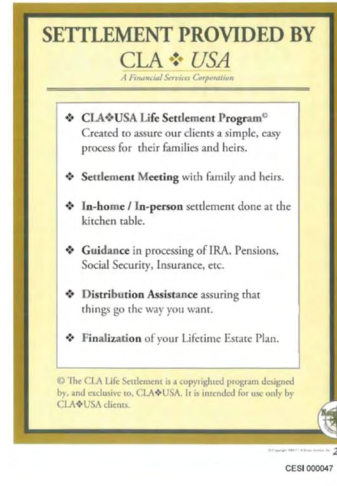 SETTLEMENT PROVIDED BY
CLA❖USA
A Financial Services Corporation
❖ CLA❖USA Life Settlement Program©
Created to assure our clients a simple, easy
process for their families and heirs.
❖ Settlement Meeting with family and heirs.
❖ In-home / In-person settlement done at the
kitchen table.
❖ Guidance in processing of IRA, Pensions,
Social Security, Insurance, etc.
❖ Distribution Assistance assuring that
things go the way you want.
❖ Finalization of your Lifetime Estate Plan.
© The CLA Life Settlement is a copyrighted program designed
by, and exclusive to, CLA❖USA. It is intended for use only by
CLA❖USA clients.
CESI 000047